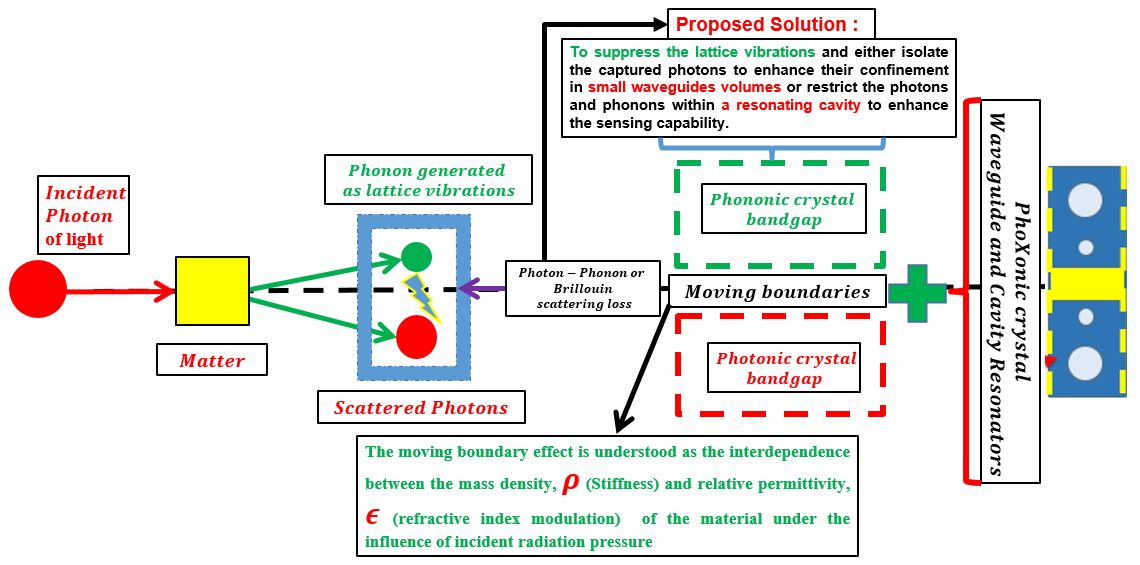 Proposed Solution :
To suppress the lattice vibrations and either isolate
the captured photons to enhance their confinement
in small waveguides volumes or restrict the photons
and phonons within a resonating cavity to enhance
the sensing capability.
Incident
Photon
of light
Matter
Phonon generated
as lattice vibrations
Scattered Photons
Photon − Phonon or
Brillouin
scattering loss
Phononic crystal
bandgap
Moving boundaries
Photonic crystal
bandgap
PhoXonic crystal
Waveguide and Cavity Resonators
The moving boundary effect is understood as the interdependence
between the mass density, ρ (Stiffness) and relative permittivity,
ϵ (refractive index modulation) of the material under the
influence of incident radiation pressure